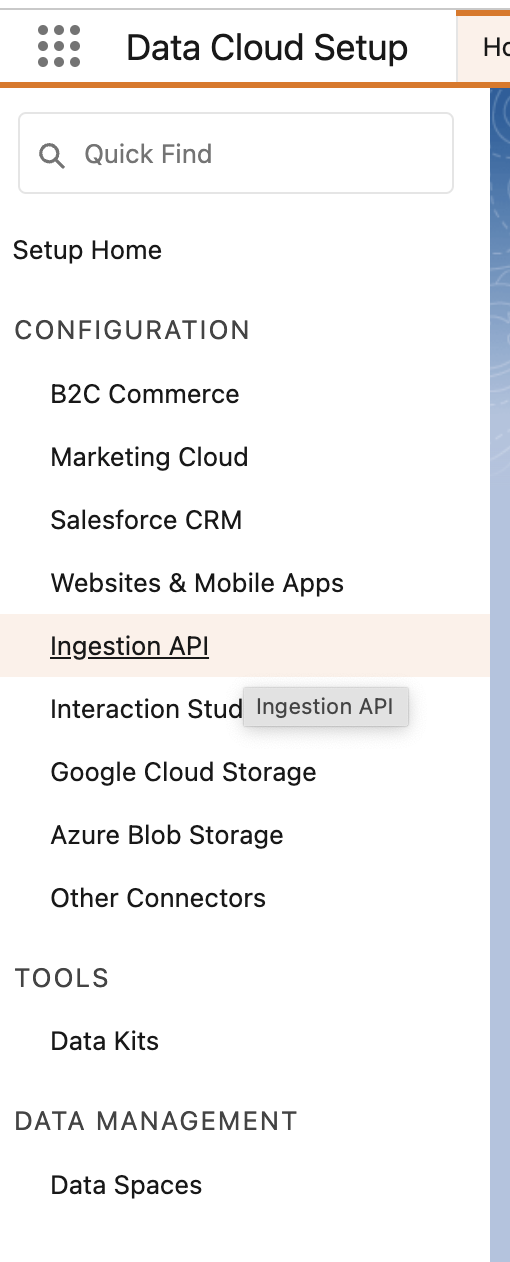 Data Cloud Setup
Quick Find
Setup Home
CONFIGURATION
B2C Commerce
Marketing Cloud
Salesforce CRM
Websites & Mobile Apps
Ingestion API
Interaction Stud
Ingestion API
Google Cloud Storage
Azure Blob Storage
Other Connectors
TOOLS
Data Kits
DATA MANAGEMENT
Data Spaces